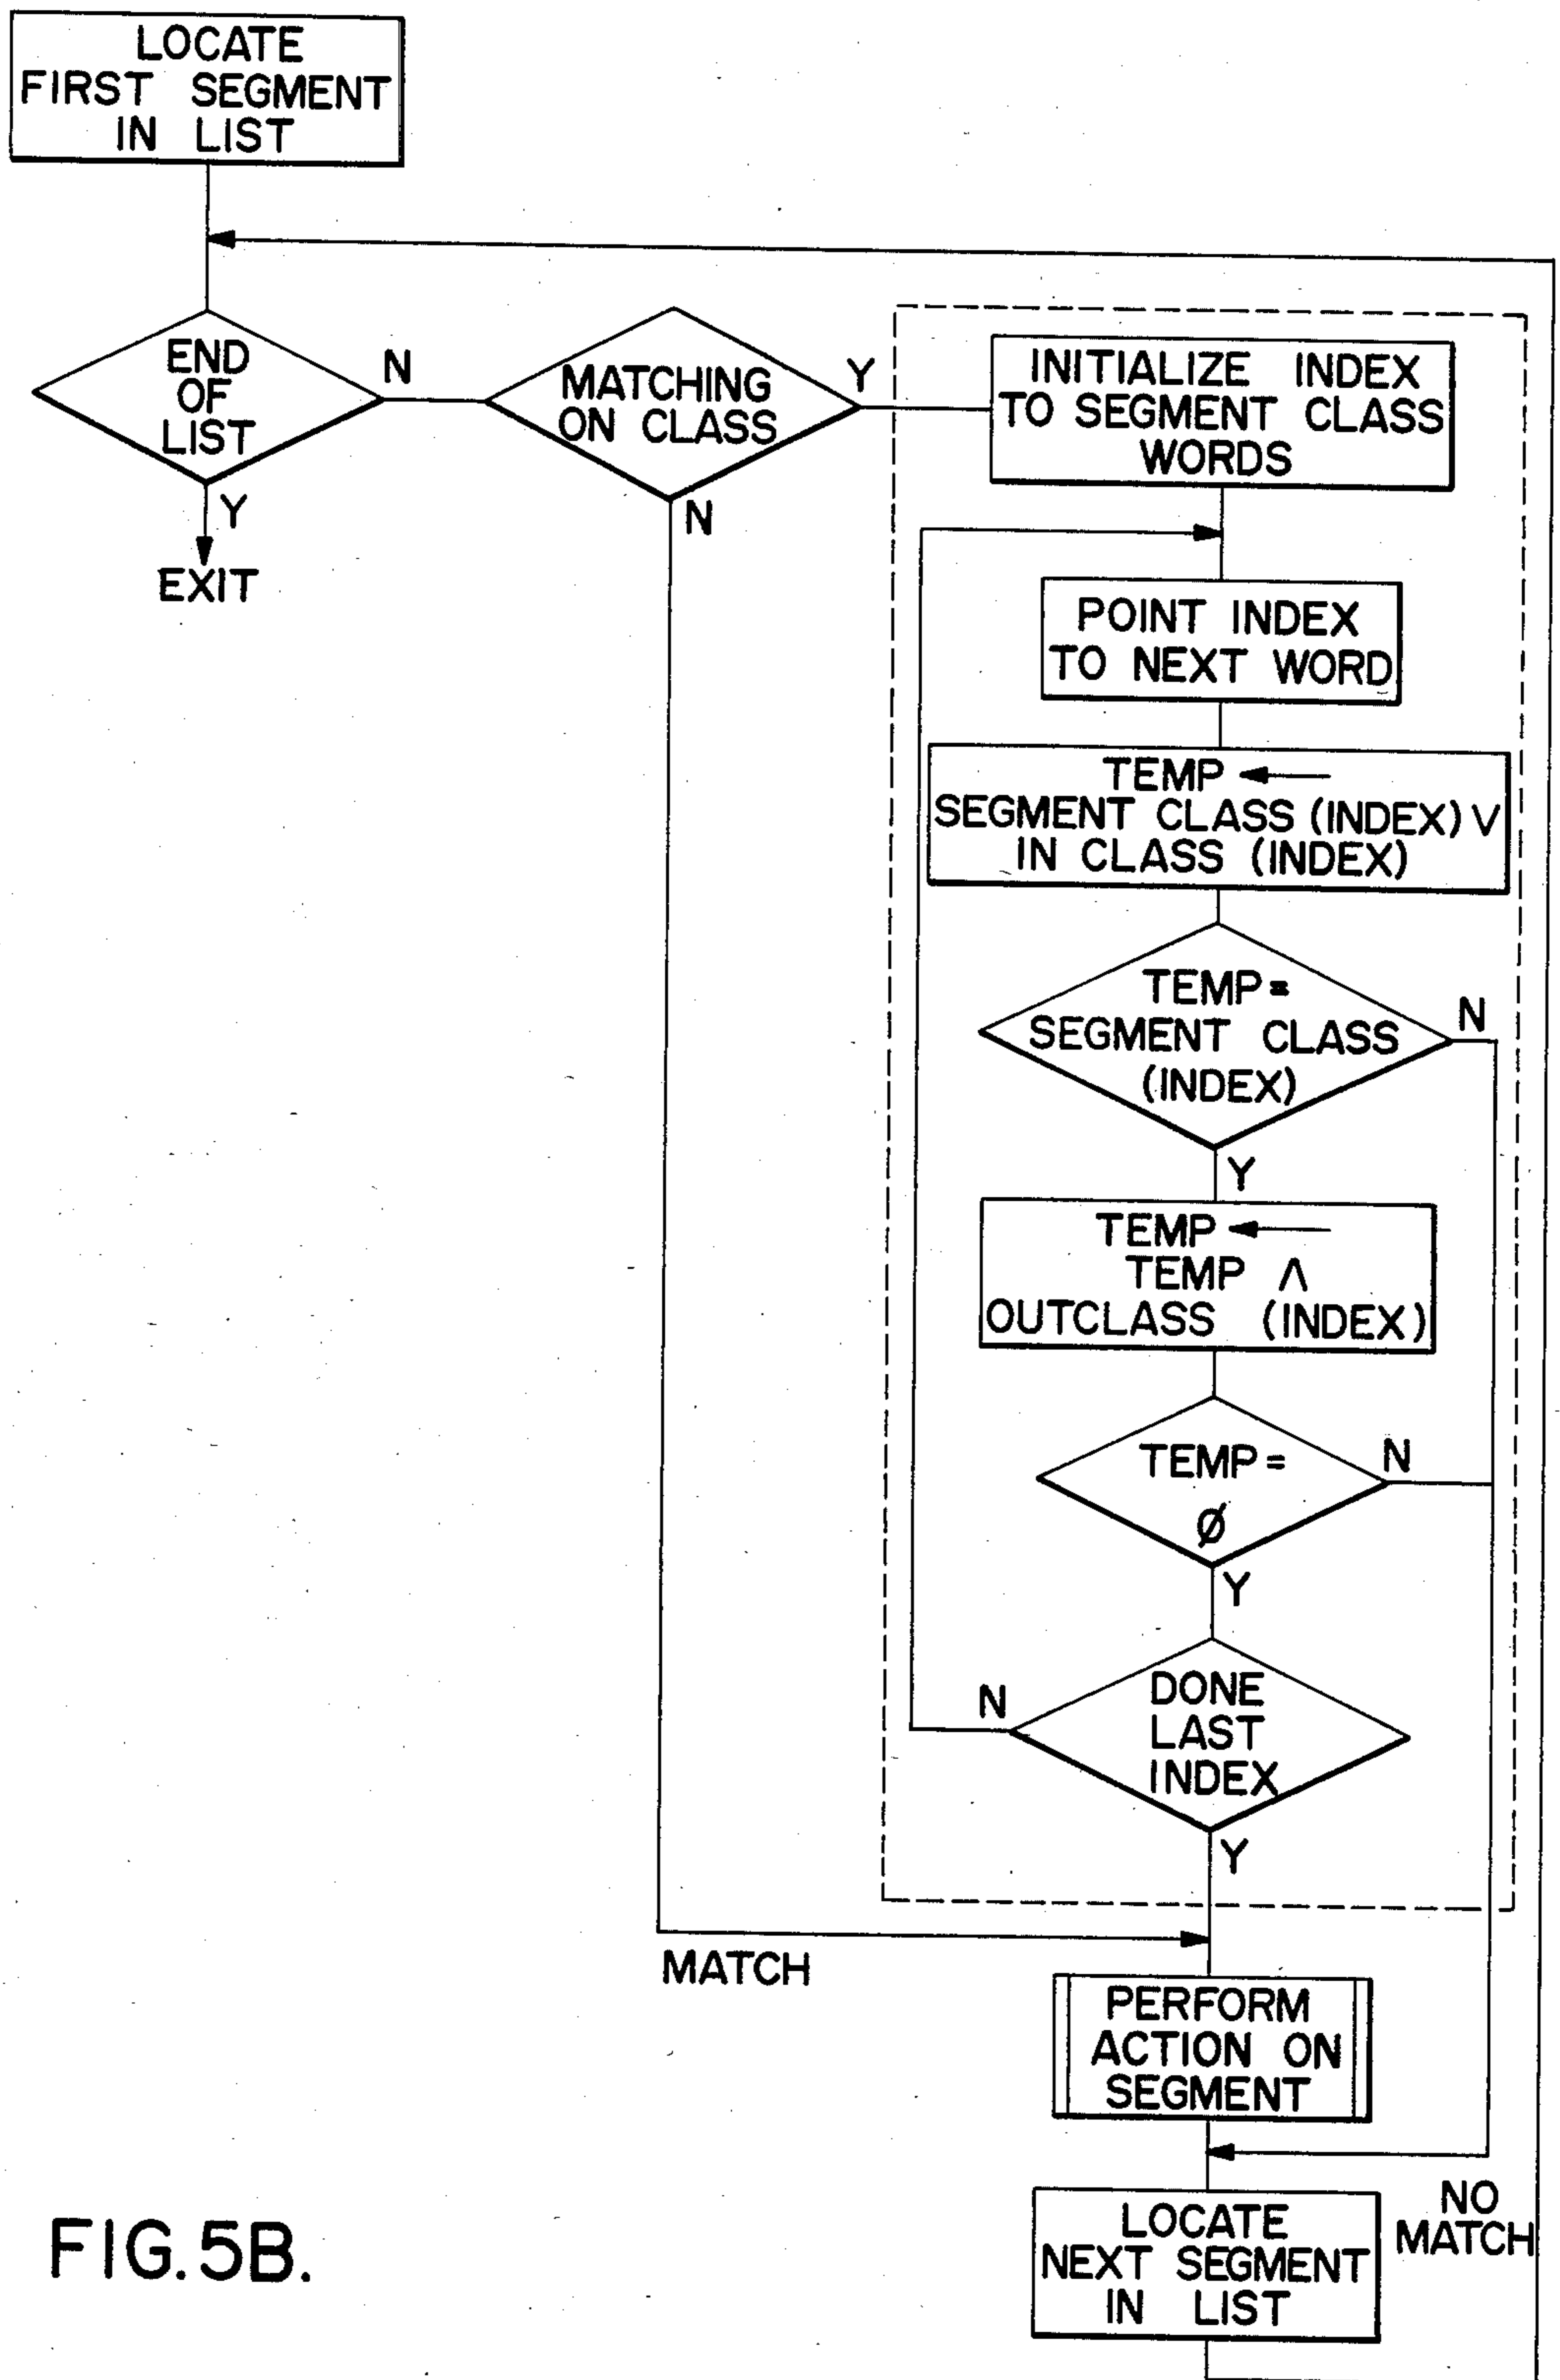 LOCATE
FIRST SEGMENT
IN LIST
END
OF
LIST
N
Y
EXIT
MATCHING
ON CLASS
Y
N
INITIALIZE INDEX
TO SEGMENT CLASS
WORDS
POINT INDEX
TO NEXT WORD
TEMP ←
SEGMENT CLASS (INDEX) V
IN CLASS (INDEX)
TEMP =
SEGMENT CLASS
(INDEX)
N
Y
TEMP ←
TEMP Λ
OUTCLASS (INDEX)
TEMP =
Ø
N
Y
DONE
LAST
INDEX
N
Y
MATCH
PERFORM
ACTION ON
SEGMENT
NO
MATCH
LOCATE
NEXT SEGMENT
IN LIST
FIG. 5B.